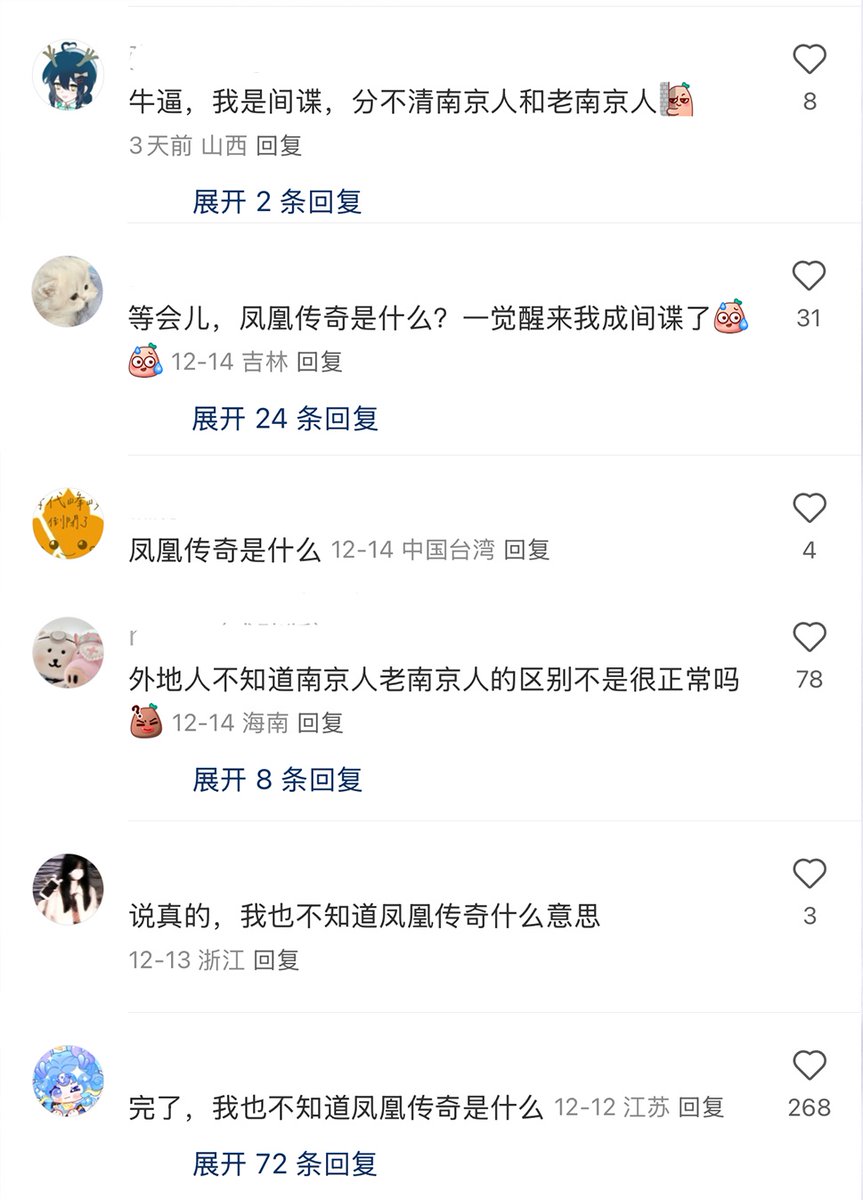 牛逼，我是间谍，分不清南京人和老南京人
8
3天前 山西 回复
展开 2 条回复
等会儿，凤凰传奇是什么？一觉醒来我成间谍了
31
12-14 吉林 回复
展开 24 条回复
凤凰传奇是什么 12-14 中国台湾 回复
4
外地人不知道南京人老南京人的区别不是很正常吗
78
12-14 海南 回复
展开 8 条回复
说真的，我也不知道凤凰传奇什么意思
3
12-13 浙江 回复
完了，我也不知道凤凰传奇是什么 12-12 江苏 回复
268
展开 72 条回复